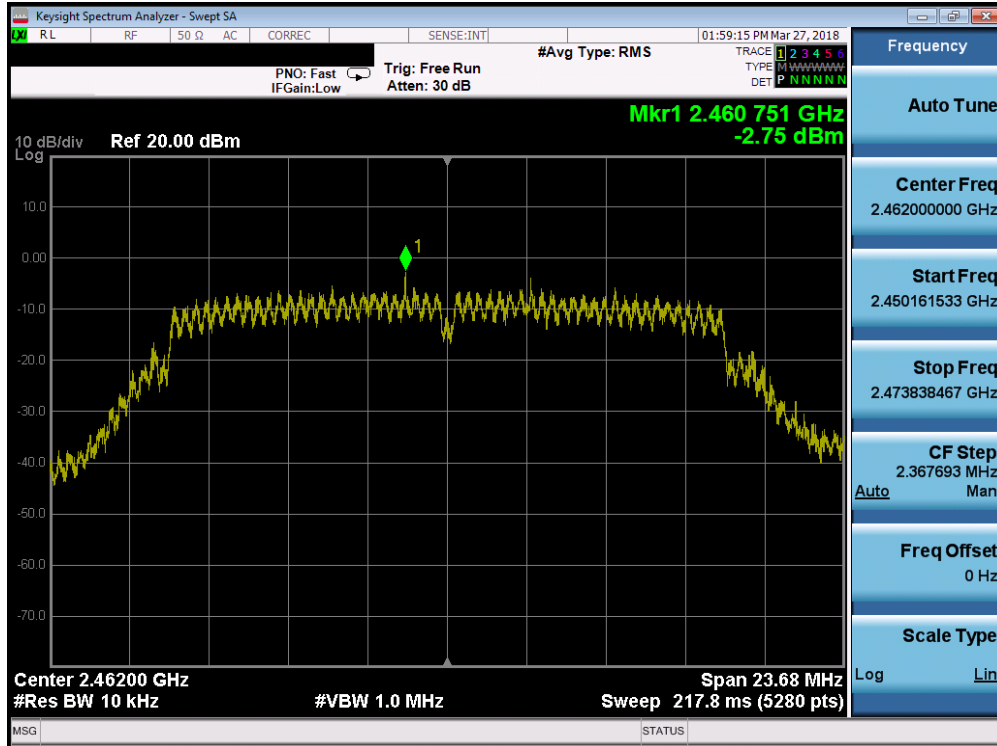 Keysight Spectrum Analyzer - Swept SA
LXI RL RF 50 Ω AC CORREC SENSE:INT 01:59:15 PM Mar 27, 2018
Frequency
#Avg Type: RMS
TRACE 1 2 3 4 5 6
PNO: Fast Trig: Free Run TYPE M WWWWW
IFGain:Low Atten: 30 dB DET P N N N N N
Auto Tune
Mkr1 2.460 751 GHz
-2.75 dBm
10 dB/div Ref 20.00 dBm
Log
Center Freq
2.462000000 GHz
10.0
1
0.00
Start Freq
2.450161533 GHz
-10.0
-20.0
Stop Freq
2.473838467 GHz
-30.0
-40.0
CF Step
2.367693 MHz
Auto Man
-50.0
Freq Offset
0 Hz
-60.0
-70.0
Scale Type
Log Lin
Center 2.46200 GHz Span 23.68 MHz
#Res BW 10 kHz #VBW 1.0 MHz Sweep 217.8 ms (5280 pts)
MSG STATUS